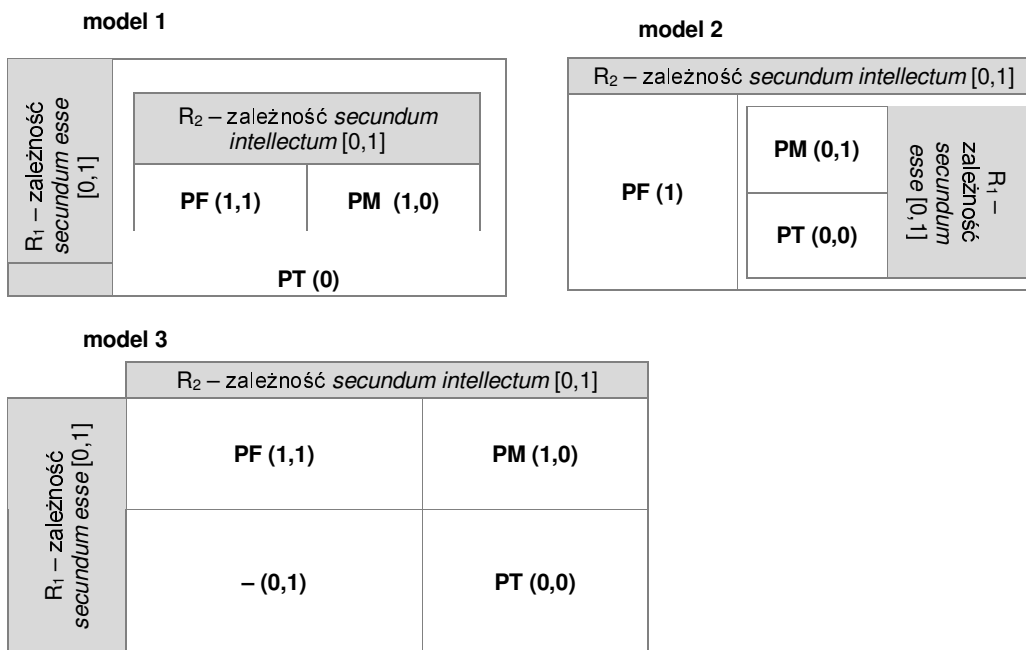 model 1
R₁ – zależność
secundum esse
[0,1]
R₂ – zależność secundum
intellectum [0,1]
PF (1,1)
PM (1,0)
PT (0)
model 2
R₂ – zależność secundum intellectum [0,1]
PF (1)
PM (0,1)
PT (0,0)
R₁ –
zależność
secundum
esse [0,1]
model 3
R₂ – zależność secundum intellectum [0,1]
R₁ – zależność
secundum esse [0,1]
PF (1,1)
PM (1,0)
– (0,1)
PT (0,0)